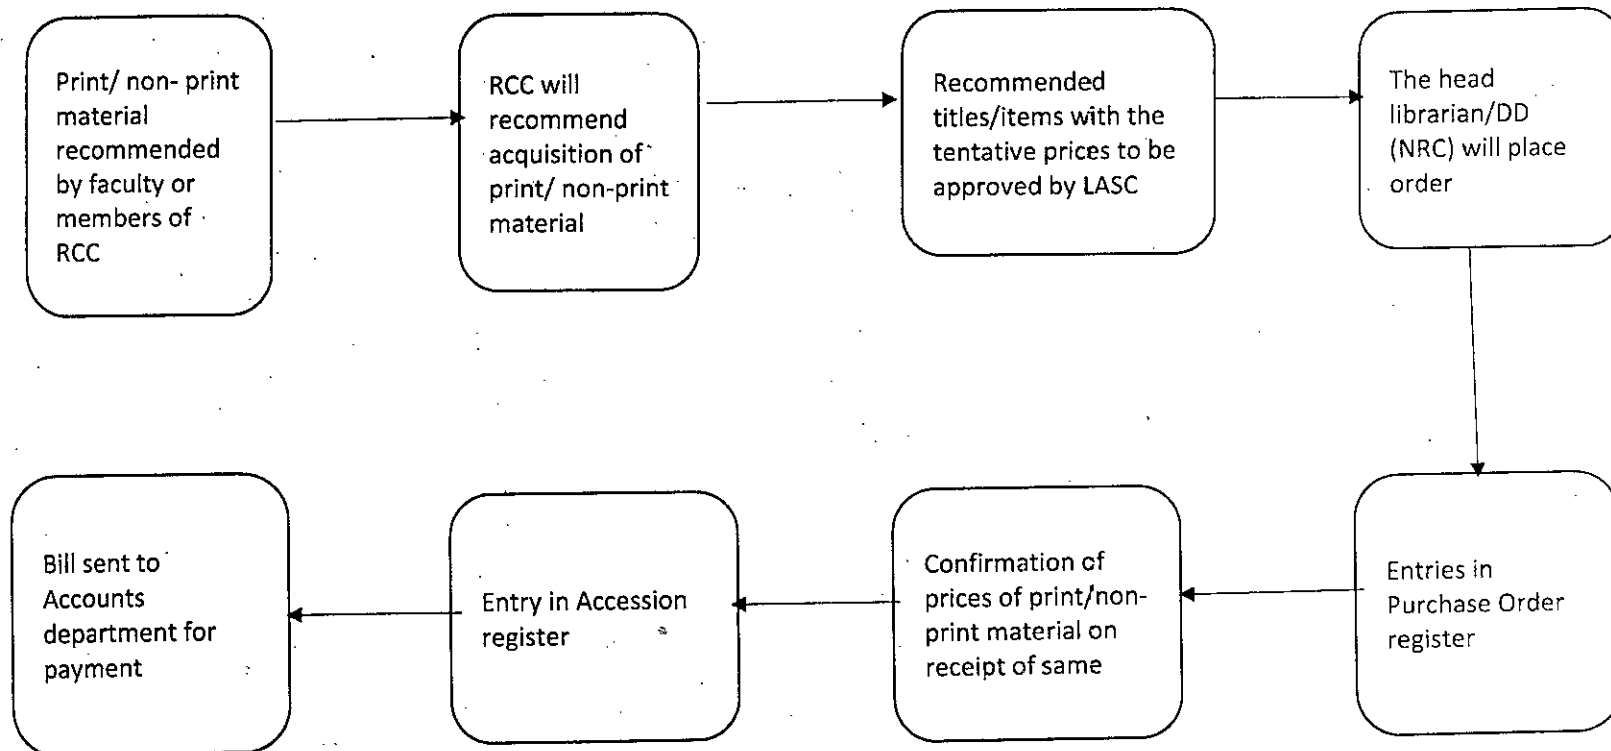 Print/ non- print
material
recommended
by faculty or
members of
RCC
RCC will
recommend
acquisition of
print/ non-print
material
Recommended
titles/items with the
tentative prices to be
approved by LASC
The head
librarian/DD
(NRC) will place
order
Entries in
Purchase Order
register
Confirmation of
prices of print/non-
print material on
receipt of same
Entry in Accession
register
Bill sent to
Accounts
department for
payment